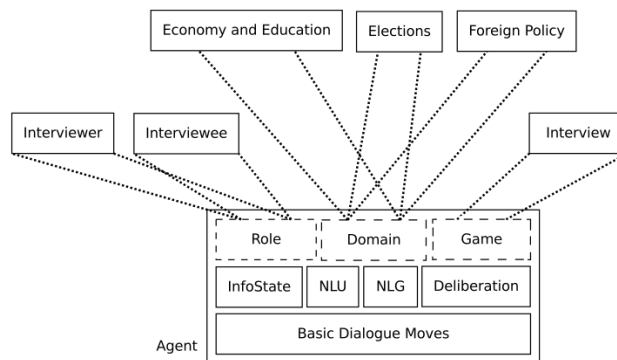 Economy and Education
Elections
Foreign Policy
Interviewer
Interviewee
Interview
Role
Domain
Game
InfoState
NLU
NLG
Deliberation
Agent
Basic Dialogue Moves